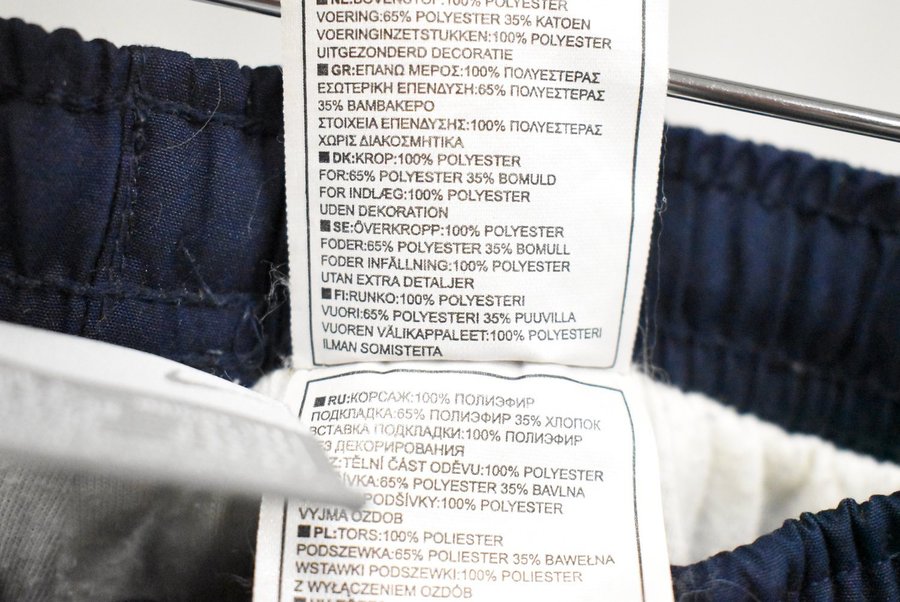 NL:BOVENSTOF:100% POLYESTER
VOERING:65% POLYESTER 35% KATOEN
VOERINGINZETSTUKKEN:100% POLYESTER
UITGEZONDERD DECORATIE
GR:ΕΠΑΝΩ ΜΕΡΟΣ:100% ΠΟΛΥΕΣΤΕΡΑΣ
ΕΣΩΤΕΡΙΚΗ ΕΠΕΝΔΥΣΗ:65% ΠΟΛΥΕΣΤΕΡΑΣ
35% ΒΑΜΒΑΚΕΡΟ
ΣΤΟΙΧΕΙΑ ΕΠΕΝΔΥΣΗΣ:100% ΠΟΛΥΕΣΤΕΡΑΣ
ΧΩΡΙΣ ΔΙΑΚΟΣΜΗΤΙΚΑ
DK:KROP:100% POLYESTER
FOR:65% POLYESTER 35% BOMULD
FOR INDLÆG:100% POLYESTER
UDEN DEKORATION
SE:ÖVERKROPP:100% POLYESTER
FODER:65% POLYESTER 35% BOMULL
FODER INFÄLLNING:100% POLYESTER
UTAN EXTRA DETALJER
FI:RUNKO:100% POLYESTERI
VUORI:65% POLYESTERI 35% PUUVILLA
VUOREN VÄLIKAPPALEET:100% POLYESTERI
ILMAN SOMISTEITA
RU:КОРСАЖ:100% ПОЛИЭФИР
ПОДКЛАДКА:65% ПОЛИЭФИР 35% ХЛОПОК
ВСТАВКА ПОДКЛАДКИ:100% ПОЛИЭФИР
ДЕКОРИРОВАНИЯ
TĚLNÍ ČÁST ODĚVU:100% POLYESTER
65% POLYESTER 35% BAVLNA
PODŠÍVKY:100% POLYESTER
VYJMA OZDOB
PL:TORS:100% POLIESTER
PODSZEWKA:65% POLIESTER 35% BAWEŁNA
WSTAWKI PODSZEWKI:100% POLIESTER
Z WYŁĄCZENIEM OZDÓB